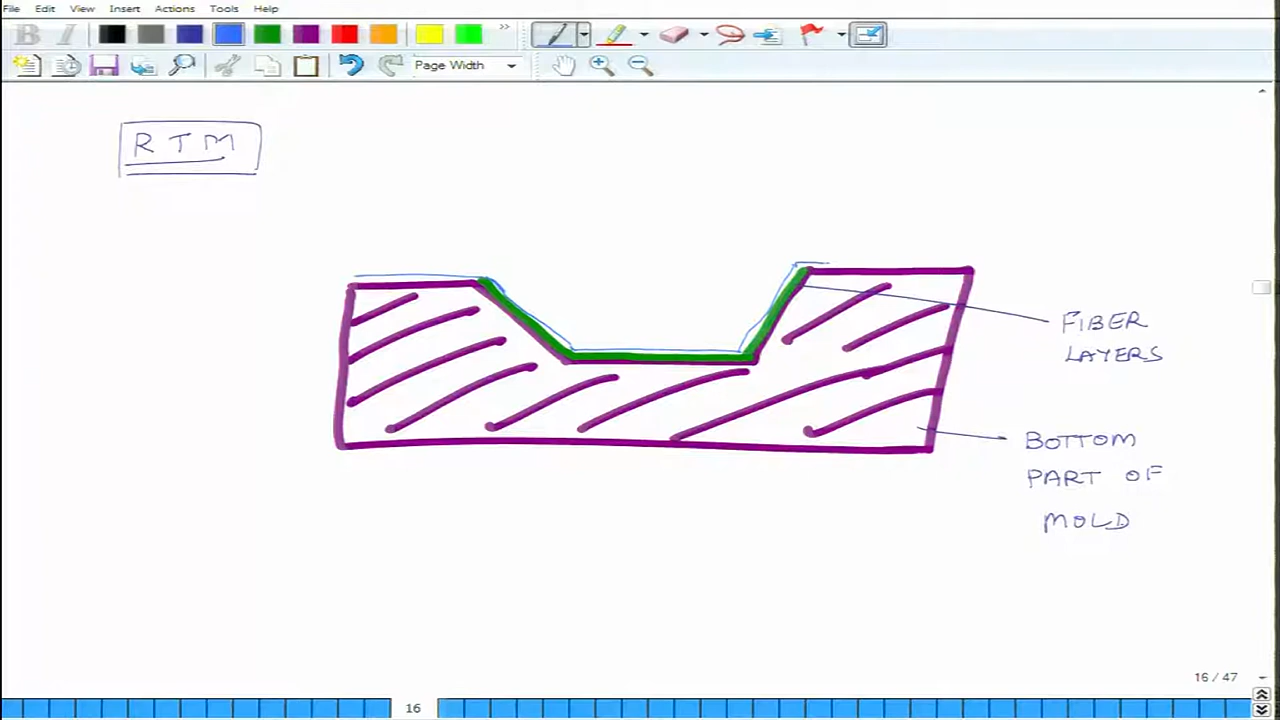 File Edit View Insert Actions Tools Help
B I
Page Width
RTM
FIBER
LAYERS
BOTTOM
PART OF
MOLD
16 / 47
16